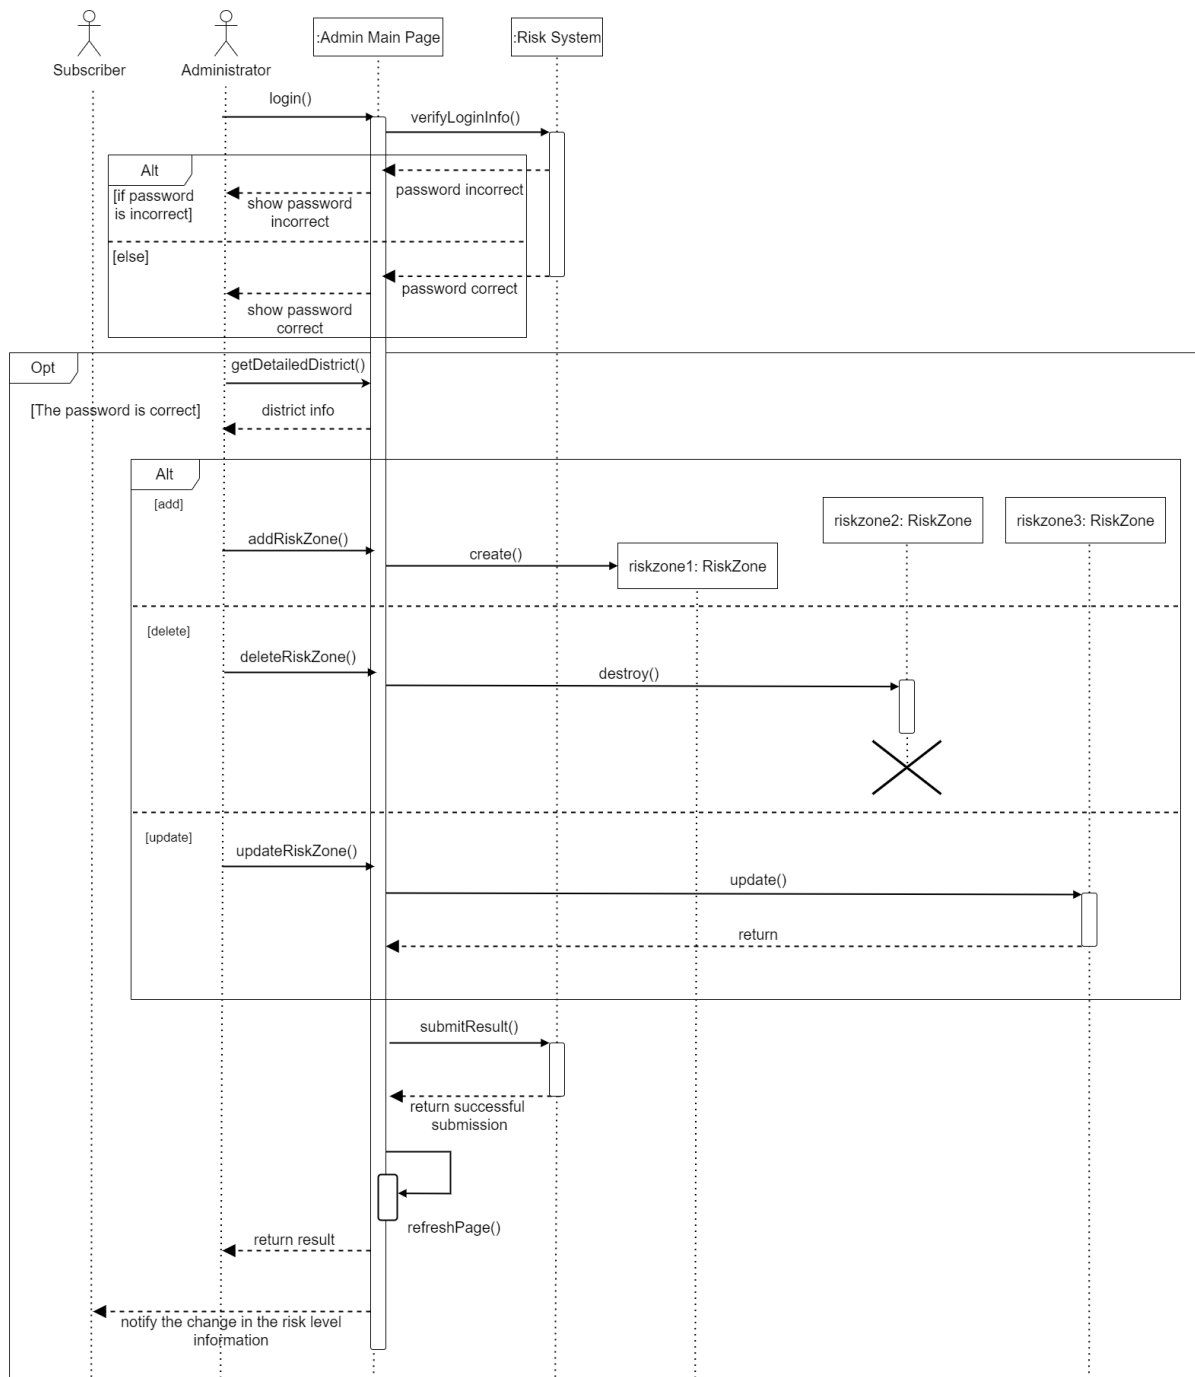 Subscriber
Administrator
:Admin Main Page
:Risk System
login()
verifyLoginInfo()
Alt
[if password
is incorrect]
password incorrect
show password
incorrect
[else]
password correct
show password
correct
Opt
getDetailedDistrict()
[The password is correct]
district info
Alt
[add]
riskzone2: RiskZone
riskzone3: RiskZone
addRiskZone()
create()
riskzone1: RiskZone
[delete]
deleteRiskZone()
destroy()
[update]
updateRiskZone()
update()
return
submitResult()
return successful
submission
refreshPage()
return result
notify the change in the risk level
information